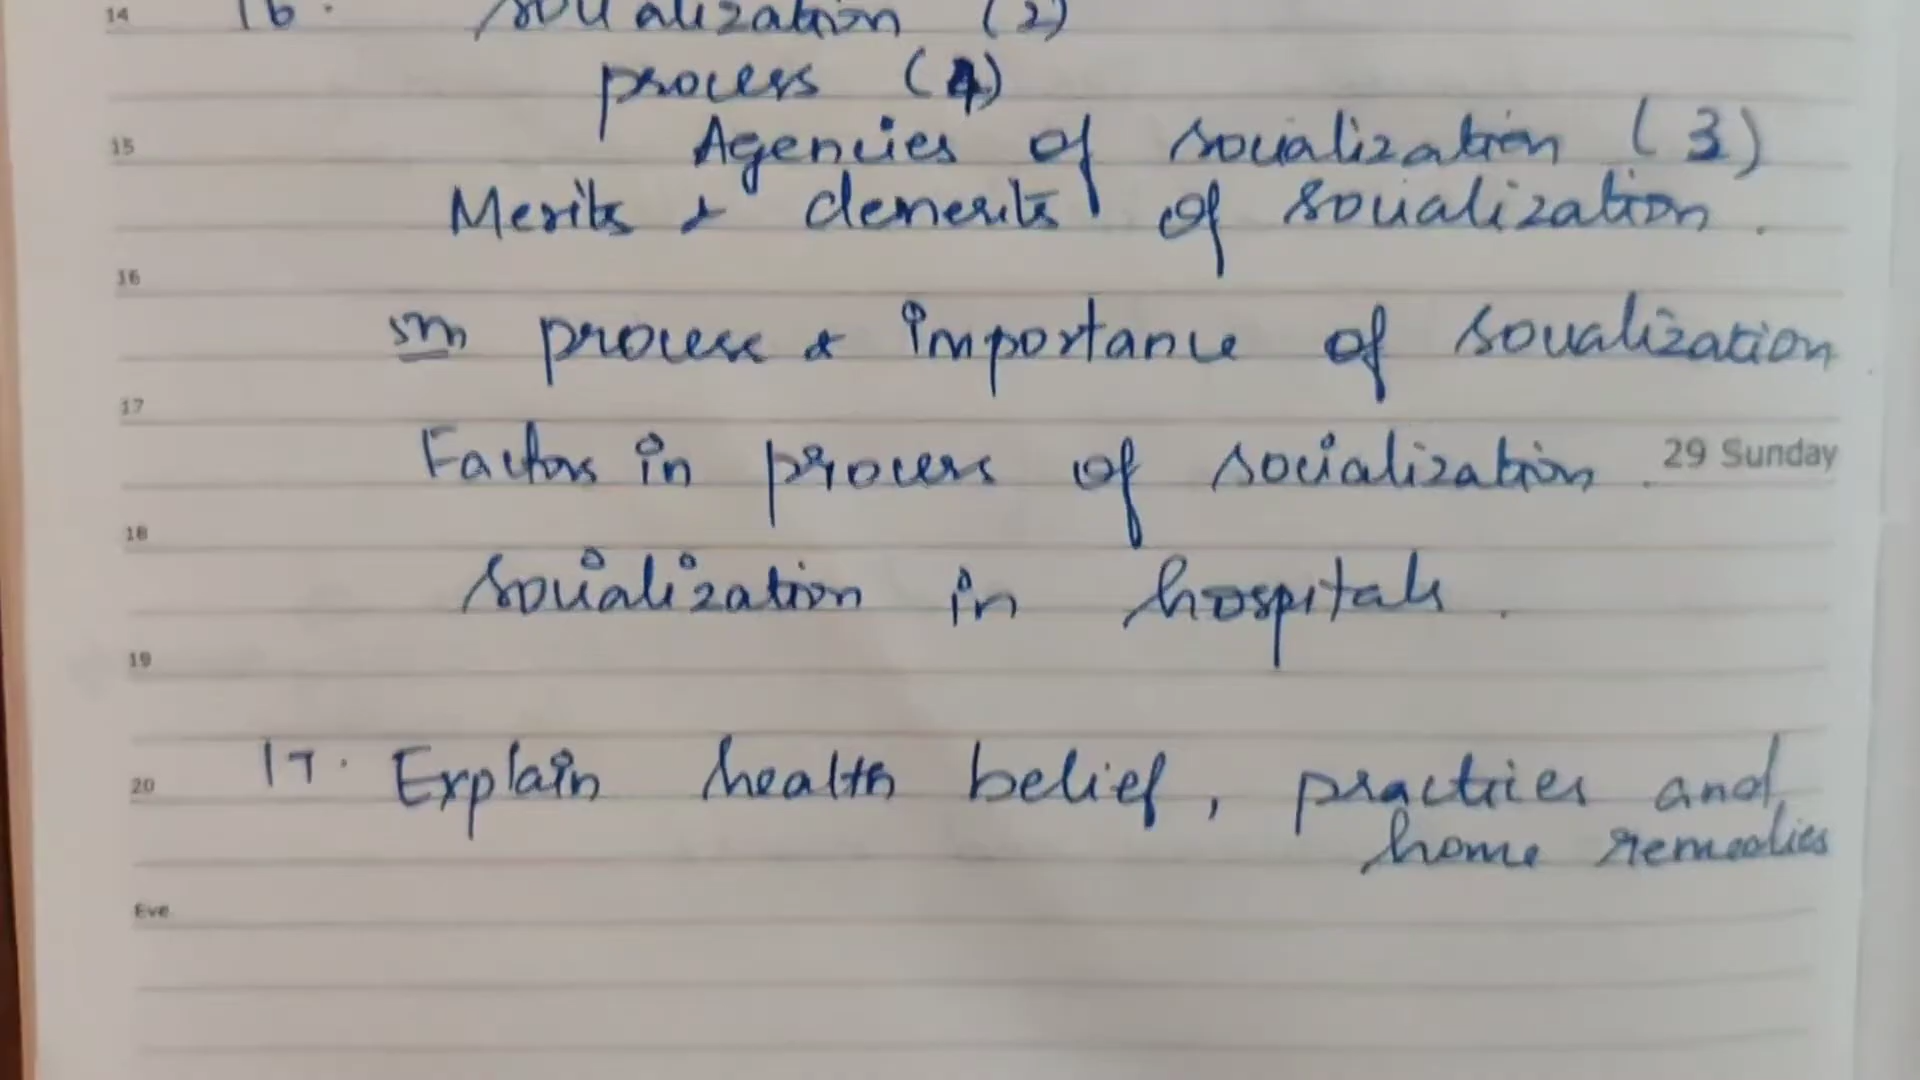 14 16. socialization (2)
process (4)
15 Agencies of socialization (3)
Merits & demerits of socialization.
16
5m process & importance of socialization
17
Factors in process of socialization. 29 Sunday
18
socialization in hospitals.
19
20 17. Explain health belief, practries and
home remedies
Eve